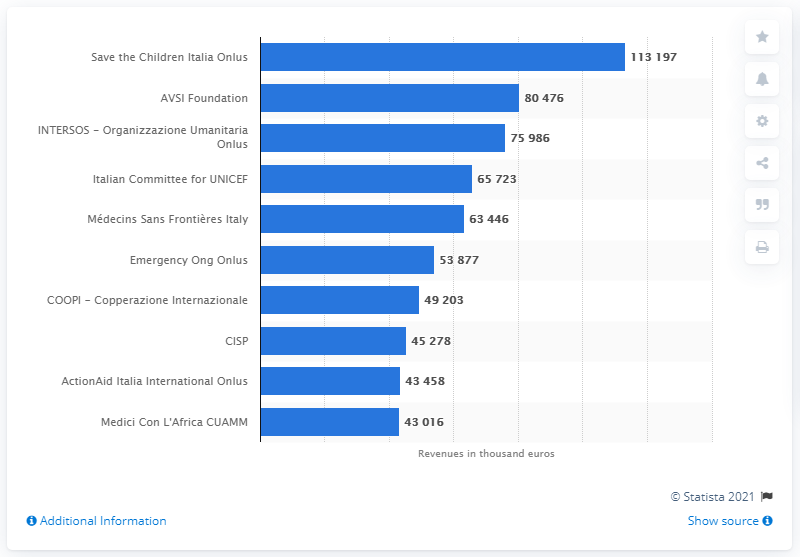 Save the Children Italia Onlus 113 197
AVSI Foundation 80 476
INTERSOS – Organizzazione Umanitaria
Onlus 75 986
Italian Committee for UNICEF 65 723
Médecins Sans Frontières Italy 63 446
Emergency Ong Onlus 53 877
COOPI – Copperazione Internazionale 49 203
CISP 45 278
ActionAid Italia International Onlus 43 458
Medici Con L'Africa CUAMM 43 016
Revenues in thousand euros
© Statista 2021
Additional Information Show source